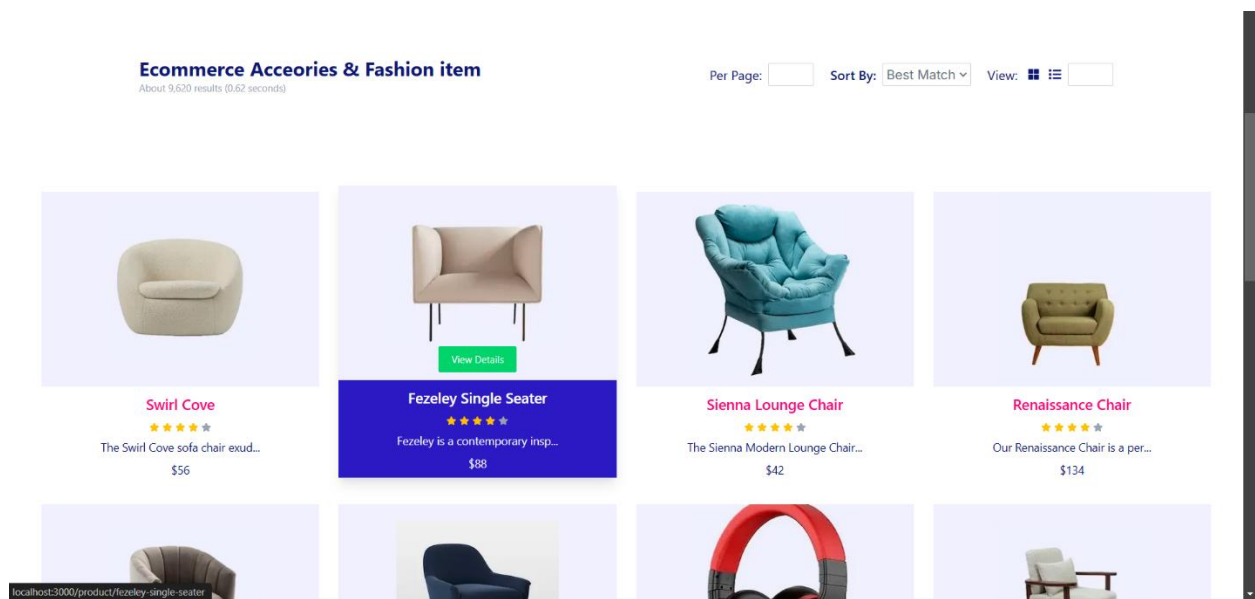 Ecommerce Acceories & Fashion item
About 9,620 results (0.62 seconds)
Per Page:
Sort By: Best Match
View:
View Details
Swirl Cove
The Swirl Cove sofa chair exud...
$56
Fezeley Single Seater
Fezeley is a contemporary insp...
$88
Sienna Lounge Chair
The Sienna Modern Lounge Chair...
$42
Renaissance Chair
Our Renaissance Chair is a per...
$134
localhost:3000/product/fezeley-single-seater